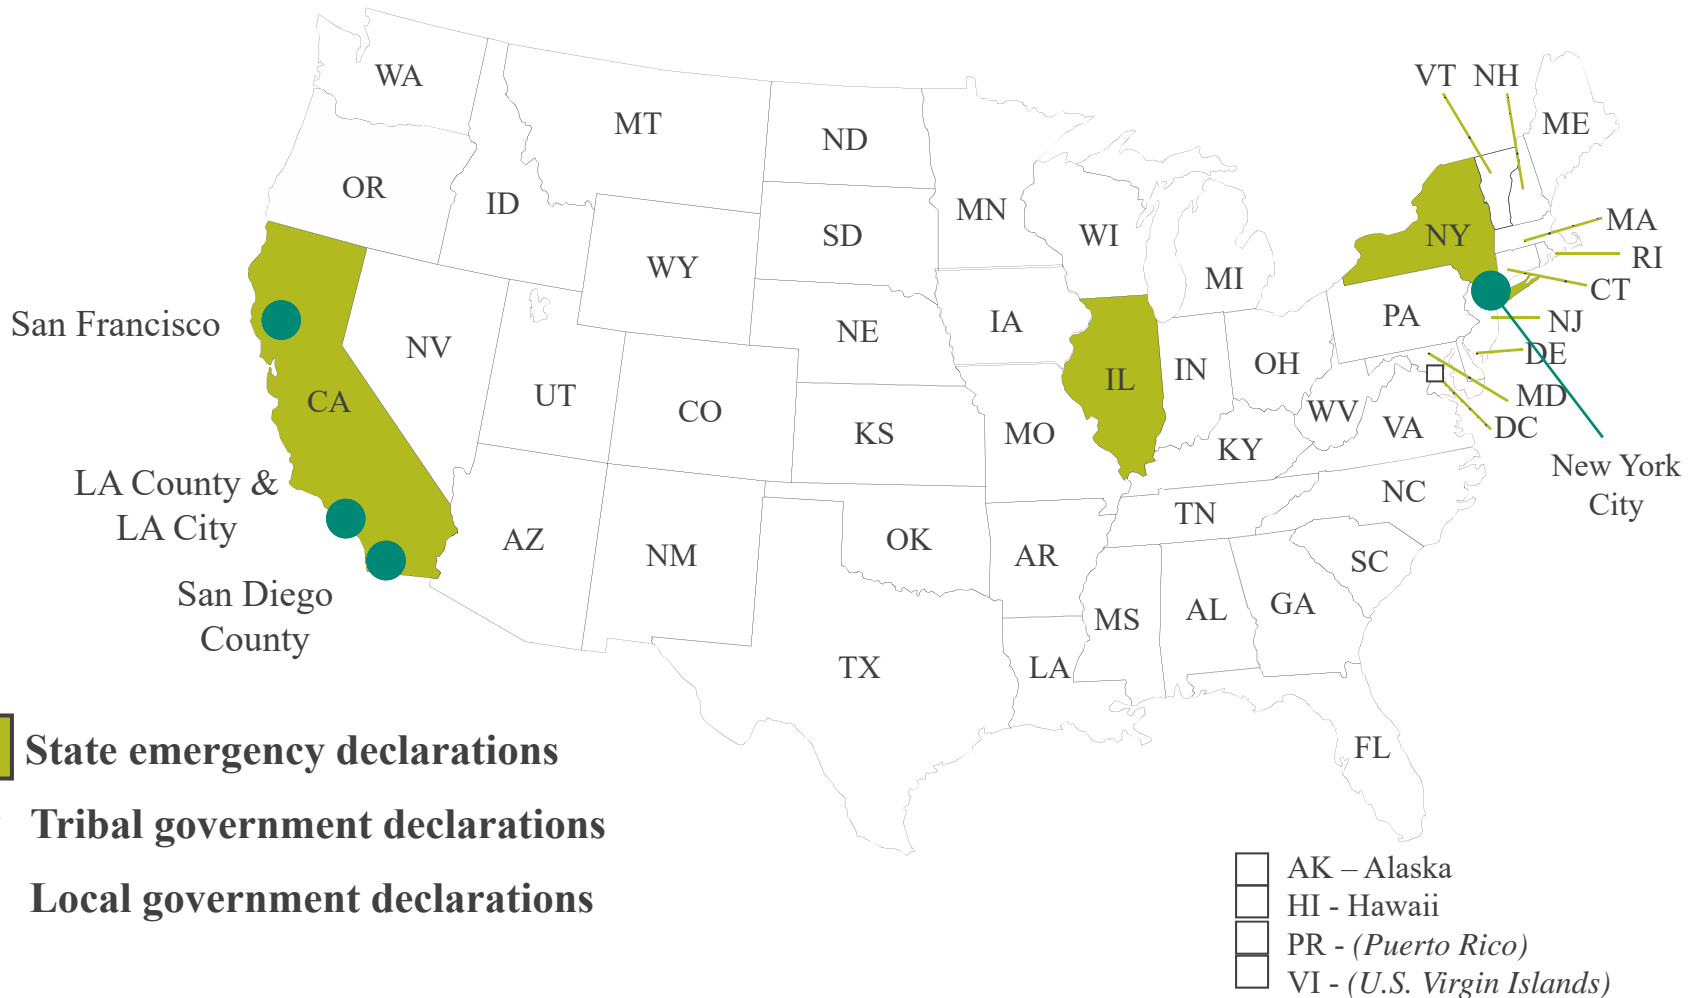 WA
MT
ND
MN
OR
ID
SD
WI
MI
WY
VT NH
ME
NY
MA
RI
CT
NJ
DE
MD
DC
PA
San Francisco
NV
UT
CO
NE
IA
IL
IN
OH
WV
VA
KY
CA
KS
MO
LA County &
LA City
New York
City
AZ
NM
OK
AR
TN
NC
SC
San Diego
County
TX
LA
MS
AL
GA
FL
State emergency declarations
Tribal government declarations
Local government declarations
AK – Alaska
HI - Hawaii
PR - (Puerto Rico)
VI - (U.S. Virgin Islands)